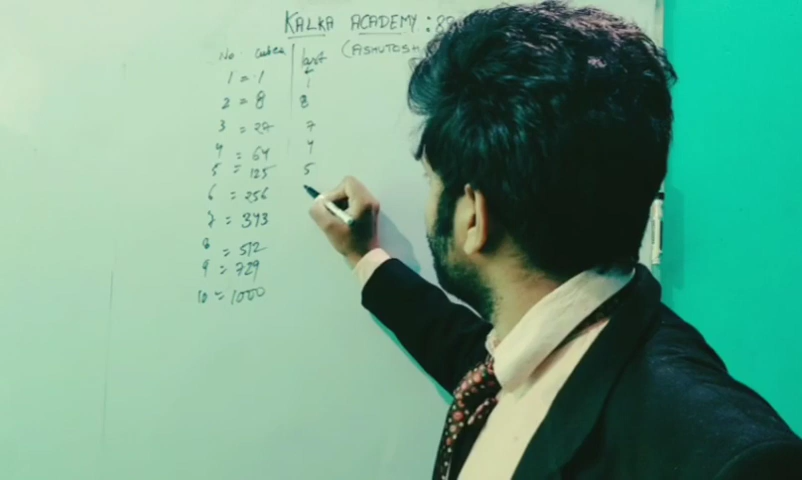 KALKA ACADEMY :
No. cubes last
(ASHUTOSH
1 = 1 1
2 = 8 8
3 = 27 7
4 = 64 4
5 = 125 5
6 = 256
7 = 343
8 = 512
9 = 729
10 = 1000